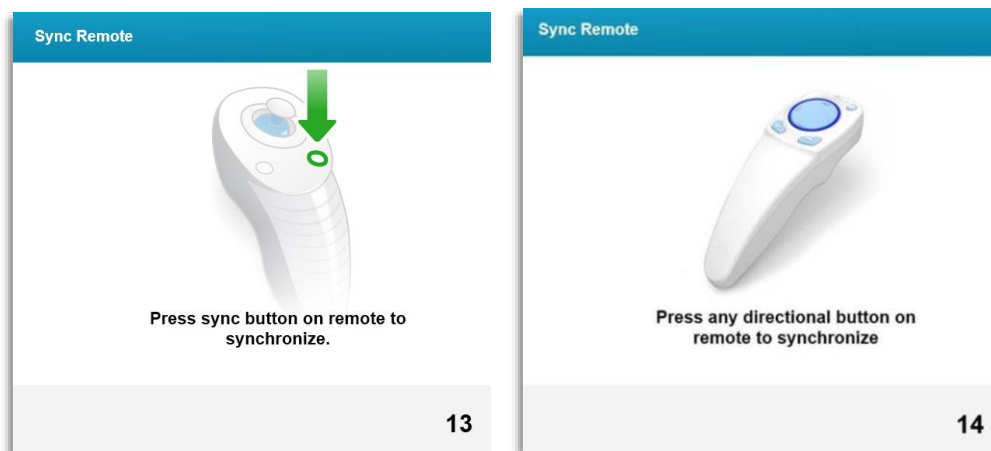 Sync Remote
Press sync button on remote to
synchronize.
13
Sync Remote
Press any directional button on
remote to synchronize
14